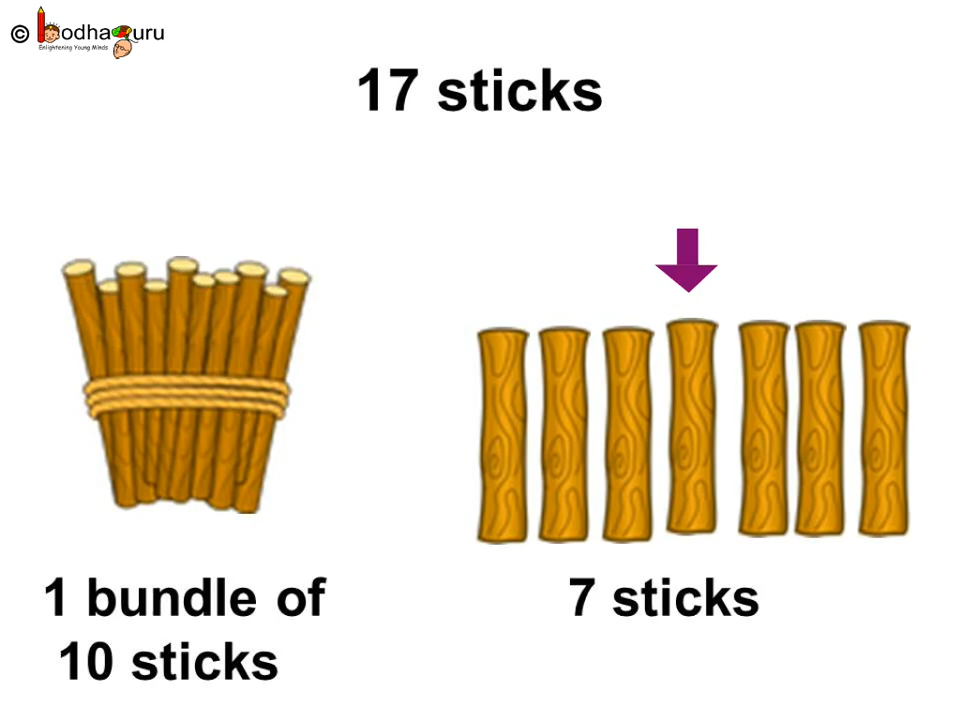 © bodhaguru
Enlightening Young Minds
17 sticks
1 bundle of
10 sticks
7 sticks